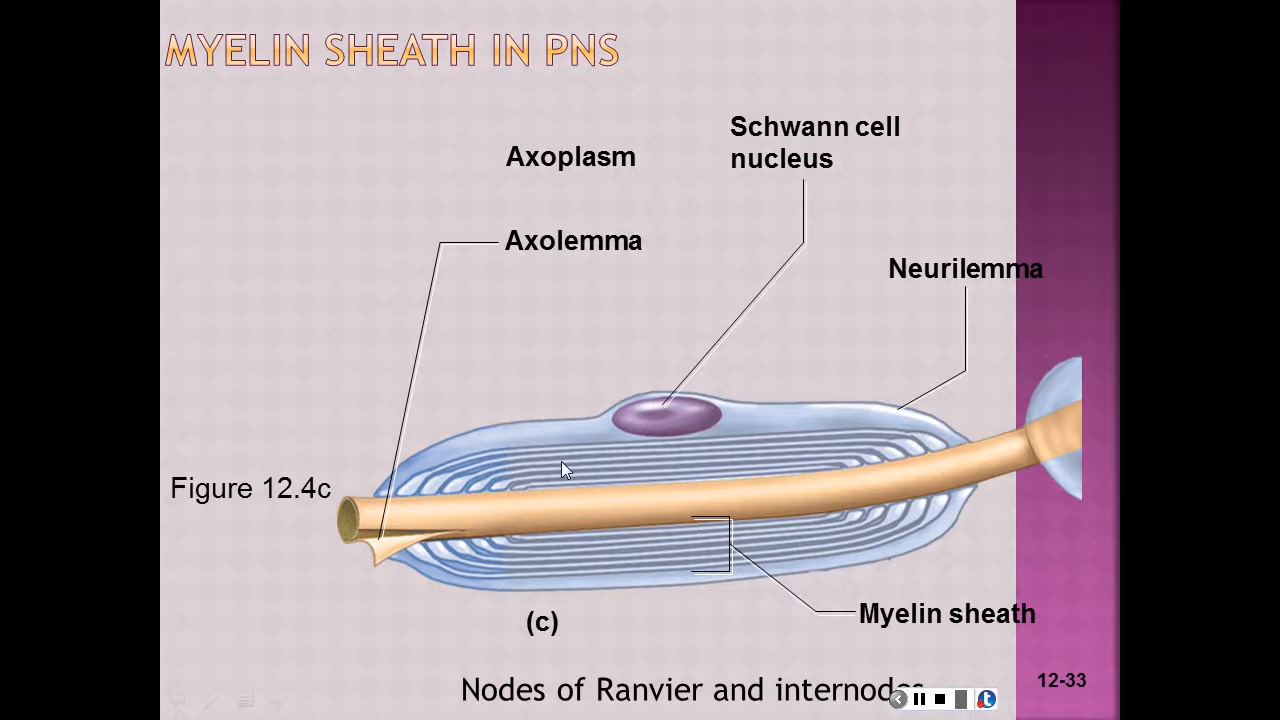 MYELIN SHEATH IN PNS
Schwann cell
nucleus
Axoplasm
Axolemma
Neurilemma
Figure 12.4c
Myelin sheath
(c)
12-33
Nodes of Ranvier and internodes